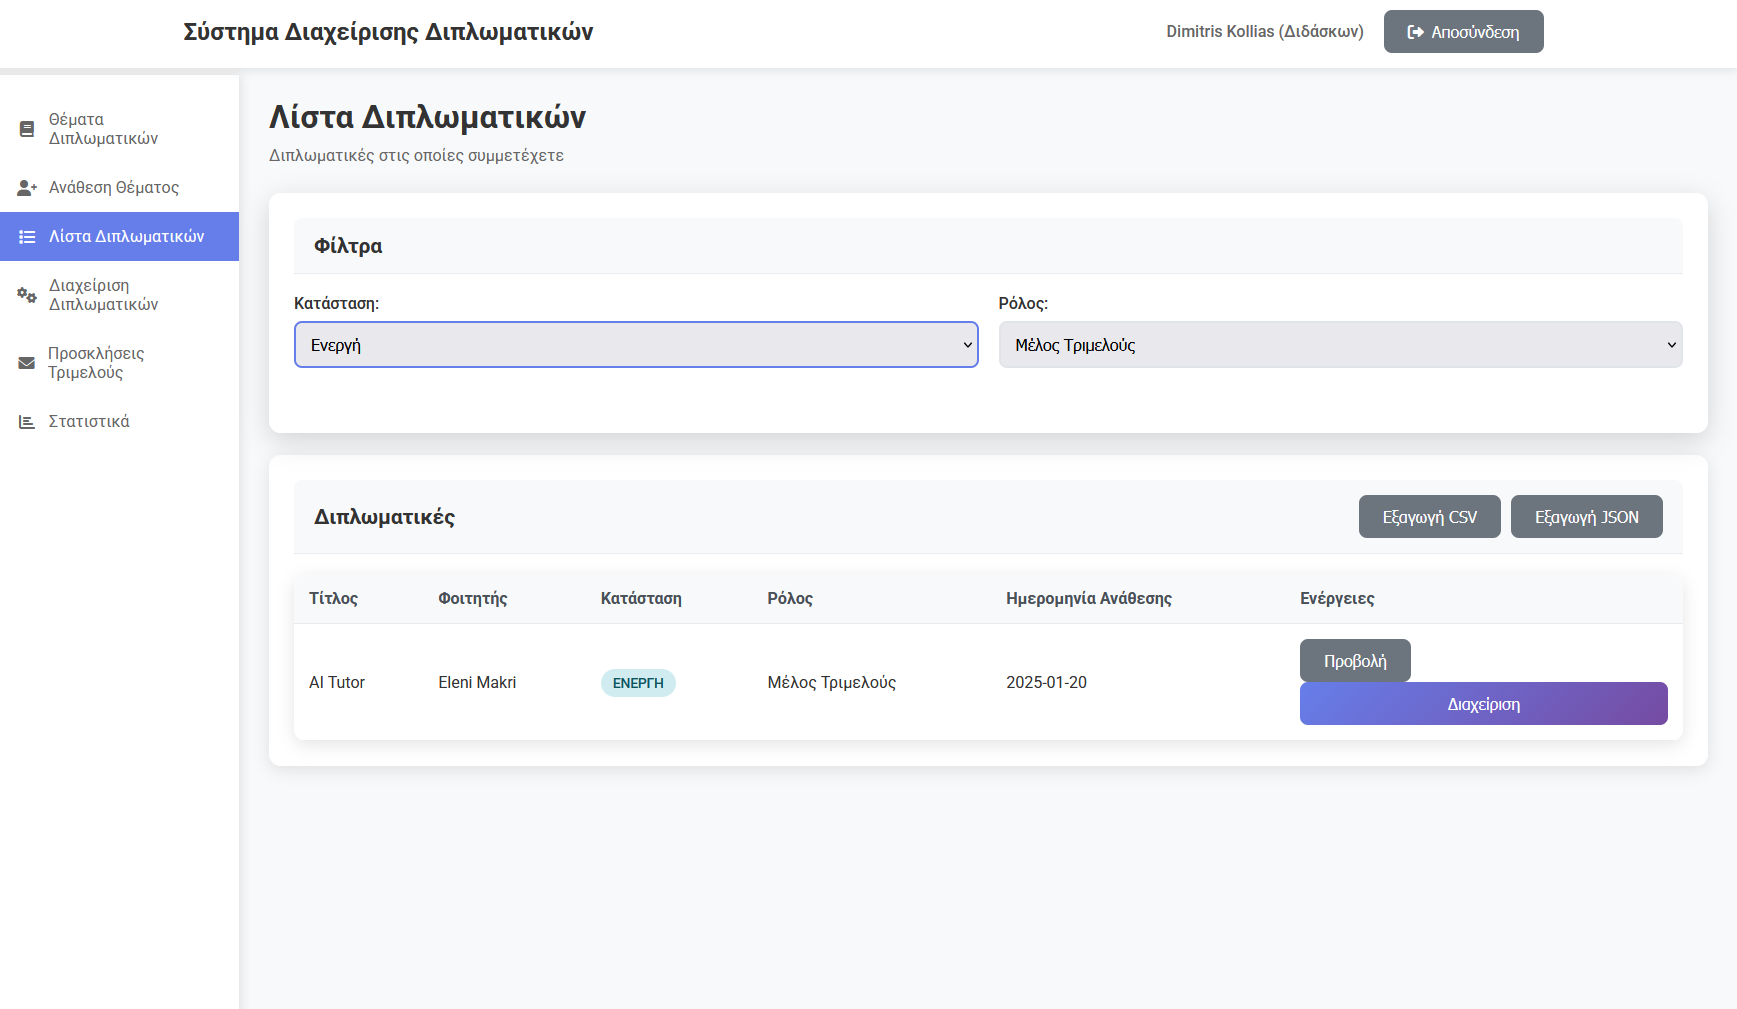 Σύστημα Διαχείρισης Διπλωματικών
Dimitris Kollias (Διδάσκων)
Αποσύνδεση
Θέματα
Διπλωματικών
Ανάθεση Θέματος
Λίστα Διπλωματικών
Διαχείριση
Διπλωματικών
Προσκλήσεις
Τριμελούς
Στατιστικά
Λίστα Διπλωματικών
Διπλωματικές στις οποίες συμμετέχετε
Φίλτρα
Κατάσταση: Ρόλος:
Ενεργή Μέλος Τριμελούς
Διπλωματικές Εξαγωγή CSV Εξαγωγή JSON
Τίτλος Φοιτητής Κατάσταση Ρόλος Ημερομηνία Ανάθεσης Ενέργειες
AI Tutor Eleni Makri ΕΝΕΡΓΗ Μέλος Τριμελούς 2025-01-20
Προβολή
Διαχείριση